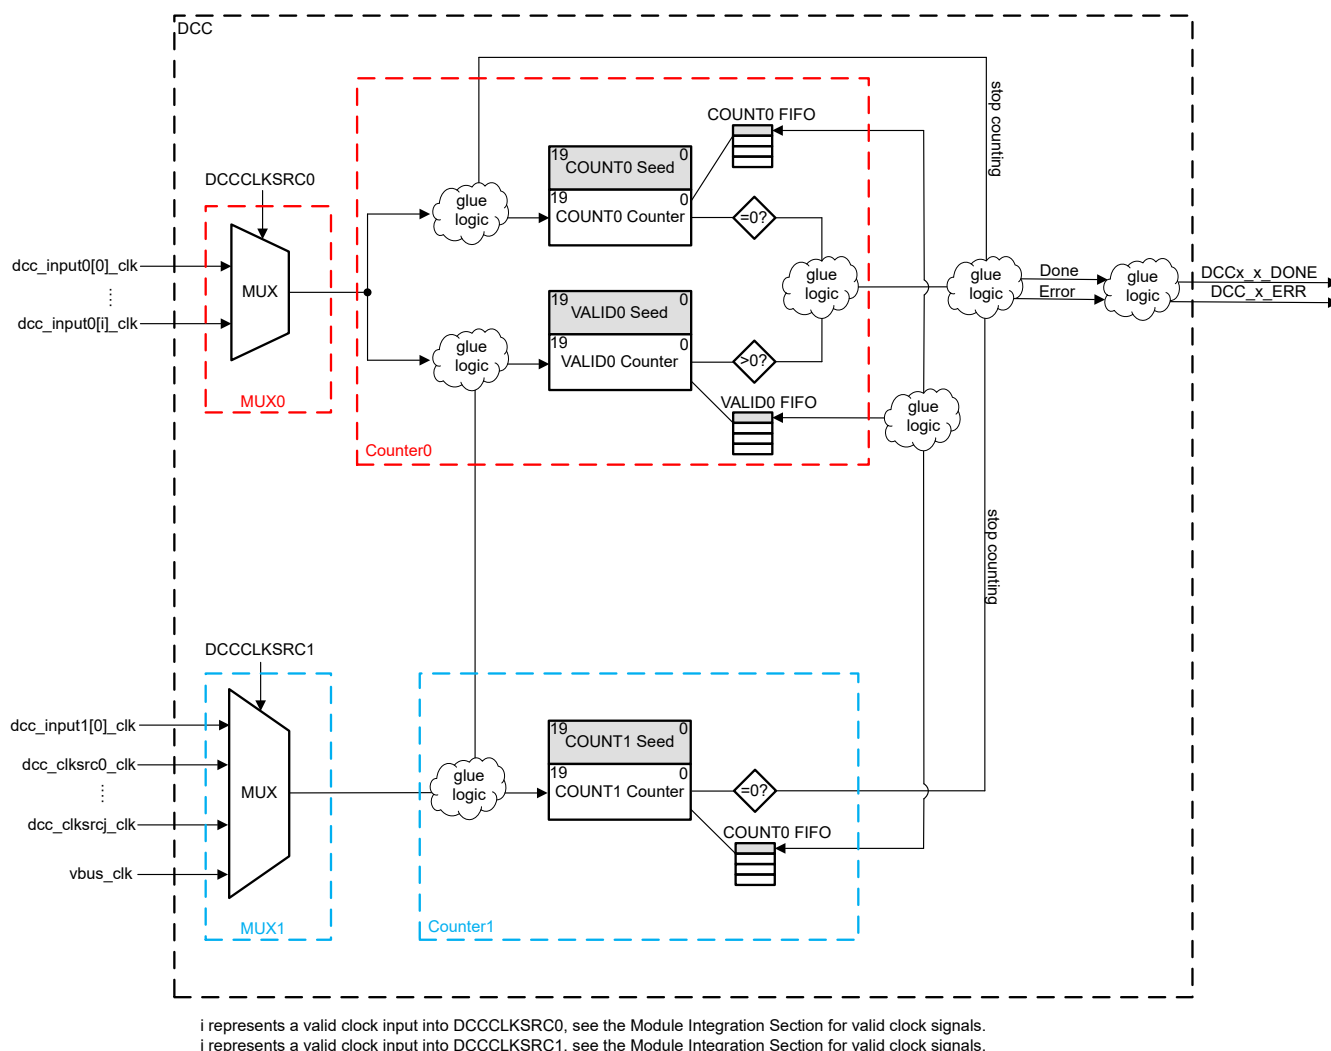 DCC
stop counting
COUNT0 FIFO
19 0
COUNT0 Seed
DCCCLKSRC0
glue
logic
19 0
COUNT0 Counter
=0?
dcc_input0[0]_clk
MUX
dcc_input0[i]_clk
MUX0
glue
logic
glue
logic
Done
Error
glue
logic
DCCx_x_DONE
DCC_x_ERR
19 0
VALID0 Seed
glue
logic
19 0
VALID0 Counter
>0?
VALID0 FIFO
glue
logic
Counter0
stop counting
DCCCLKSRC1
dcc_input1[0]_clk
dcc_clksrc0_clk
MUX
dcc_clksrcj_clk
vbus_clk
MUX1
19 0
COUNT1 Seed
glue
logic
19 0
COUNT1 Counter
=0?
COUNT0 FIFO
Counter1
i represents a valid clock input into DCCCLKSRC0, see the Module Integration Section for valid clock signals.
j represents a valid clock input into DCCCLKSRC1, see the Module Integration Section for valid clock signals.